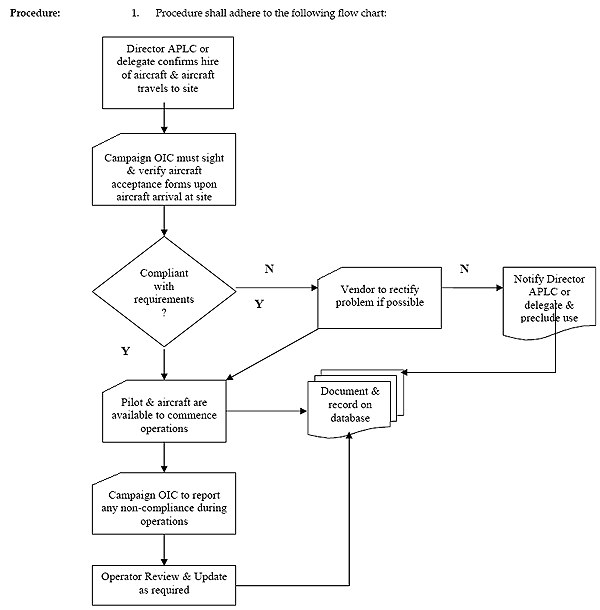 Procedure: 1. Procedure shall adhere to the following flow chart:
Director APLC or
delegate confirms hire
of aircraft & aircraft
travels to site
Campaign OIC must sight
& verify aircraft
acceptance forms upon
aircraft arrival at site
Compliant
with
requirements
?
N
Y
Y
Vendor to rectify
problem if possible
N
Notify Director
APLC or
delegate &
preclude use
Pilot & aircraft are
available to commence
operations
Document &
record on
database
Campaign OIC to report
any non-compliance during
operations
Operator Review & Update
as required